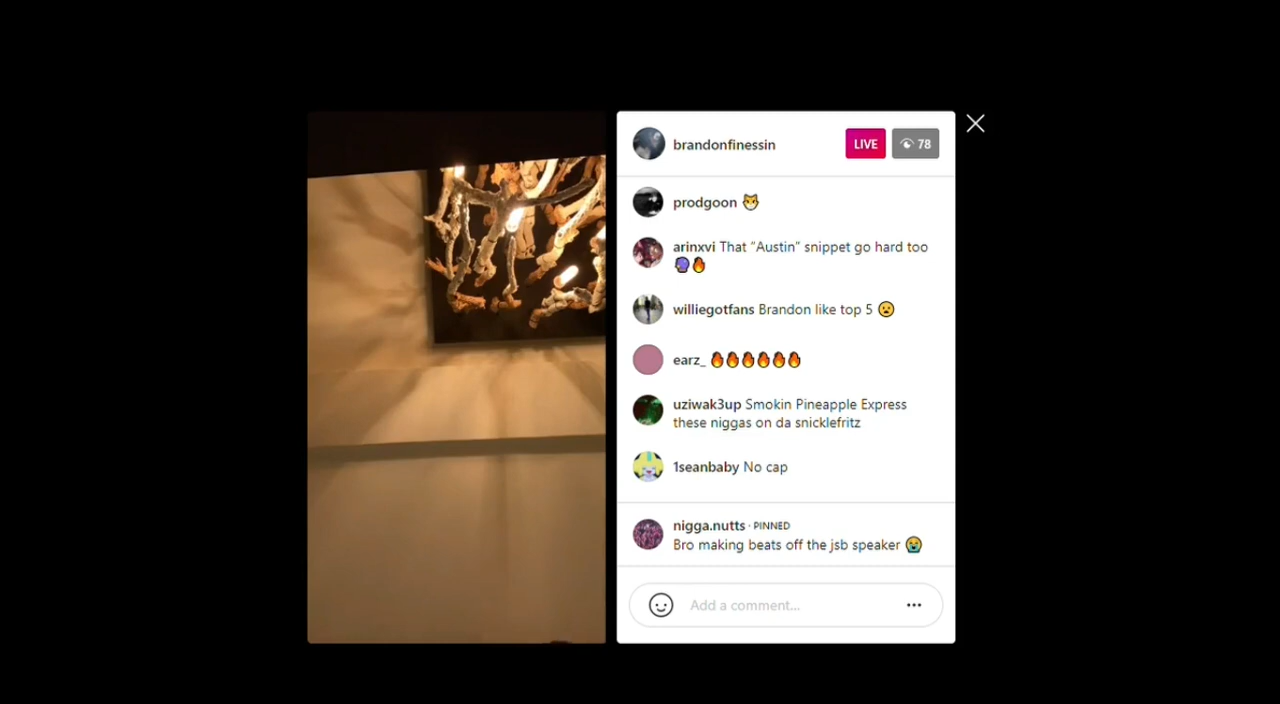 brandonfinessin
LIVE
78
prodgoon 😼
arinxvi That “Austin” snippet go hard too
🔮🔥
williegotfans Brandon like top 5 😦
earz_ 🔥🔥🔥🔥🔥🔥
uziwak3up Smokin Pineapple Express
these niggas on da snicklefritz
1seanbaby No cap
nigga.nutts · PINNED
Bro making beats off the jsb speaker 😭
Add a comment...